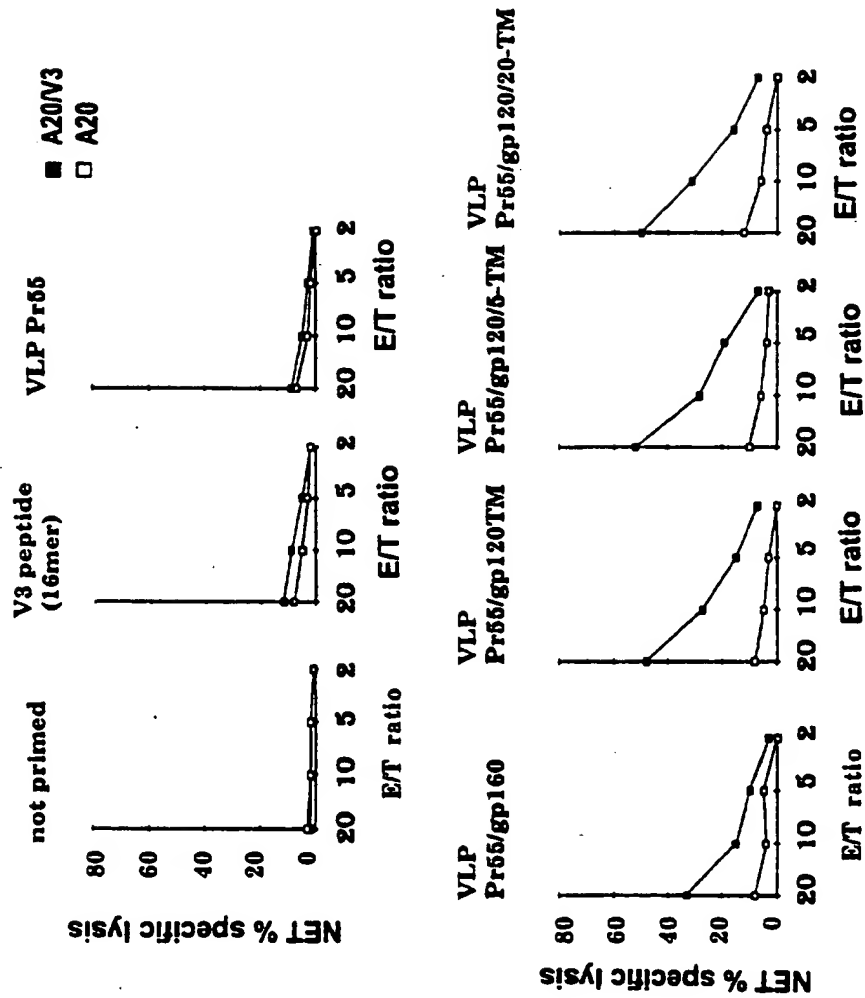 not primed
V3 peptide
(16mer)
VLP Pr55
■ A20/V3
□ A20
NET % specific lysis
80
60
40
20
0
20 10 5 2
E/T ratio
20 10 5 2
E/T ratio
20 10 5 2
E/T ratio
VLP
Pr55/gp160
VLP
Pr55/gp120TM
VLP
Pr55/gp120/5-TM
VLP
Pr55/gp120/20-TM
NET % specific lysis
80
60
40
20
0
20 10 5 2
E/T ratio
20 10 5 2
E/T ratio
20 10 5 2
E/T ratio
20 10 5 2
E/T ratio